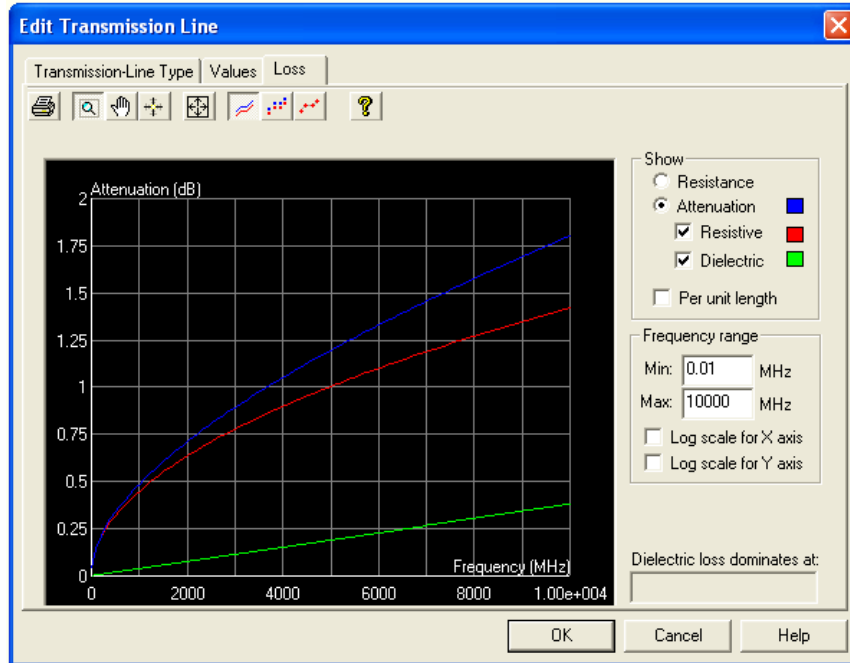 Edit Transmission Line
Transmission-Line Type Values Loss
Attenuation (dB)
2
1.75
1.5
1.25
1
0.75
0.5
0.25
0
Frequency (MHz)
0 2000 4000 6000 8000 1.00e+004
Show
Resistance
Attenuation
Resistive
Dielectric
Per unit length
Frequency range
Min: 0.01 MHz
Max: 10000 MHz
Log scale for X axis
Log scale for Y axis
Dielectric loss dominates at:
OK Cancel Help